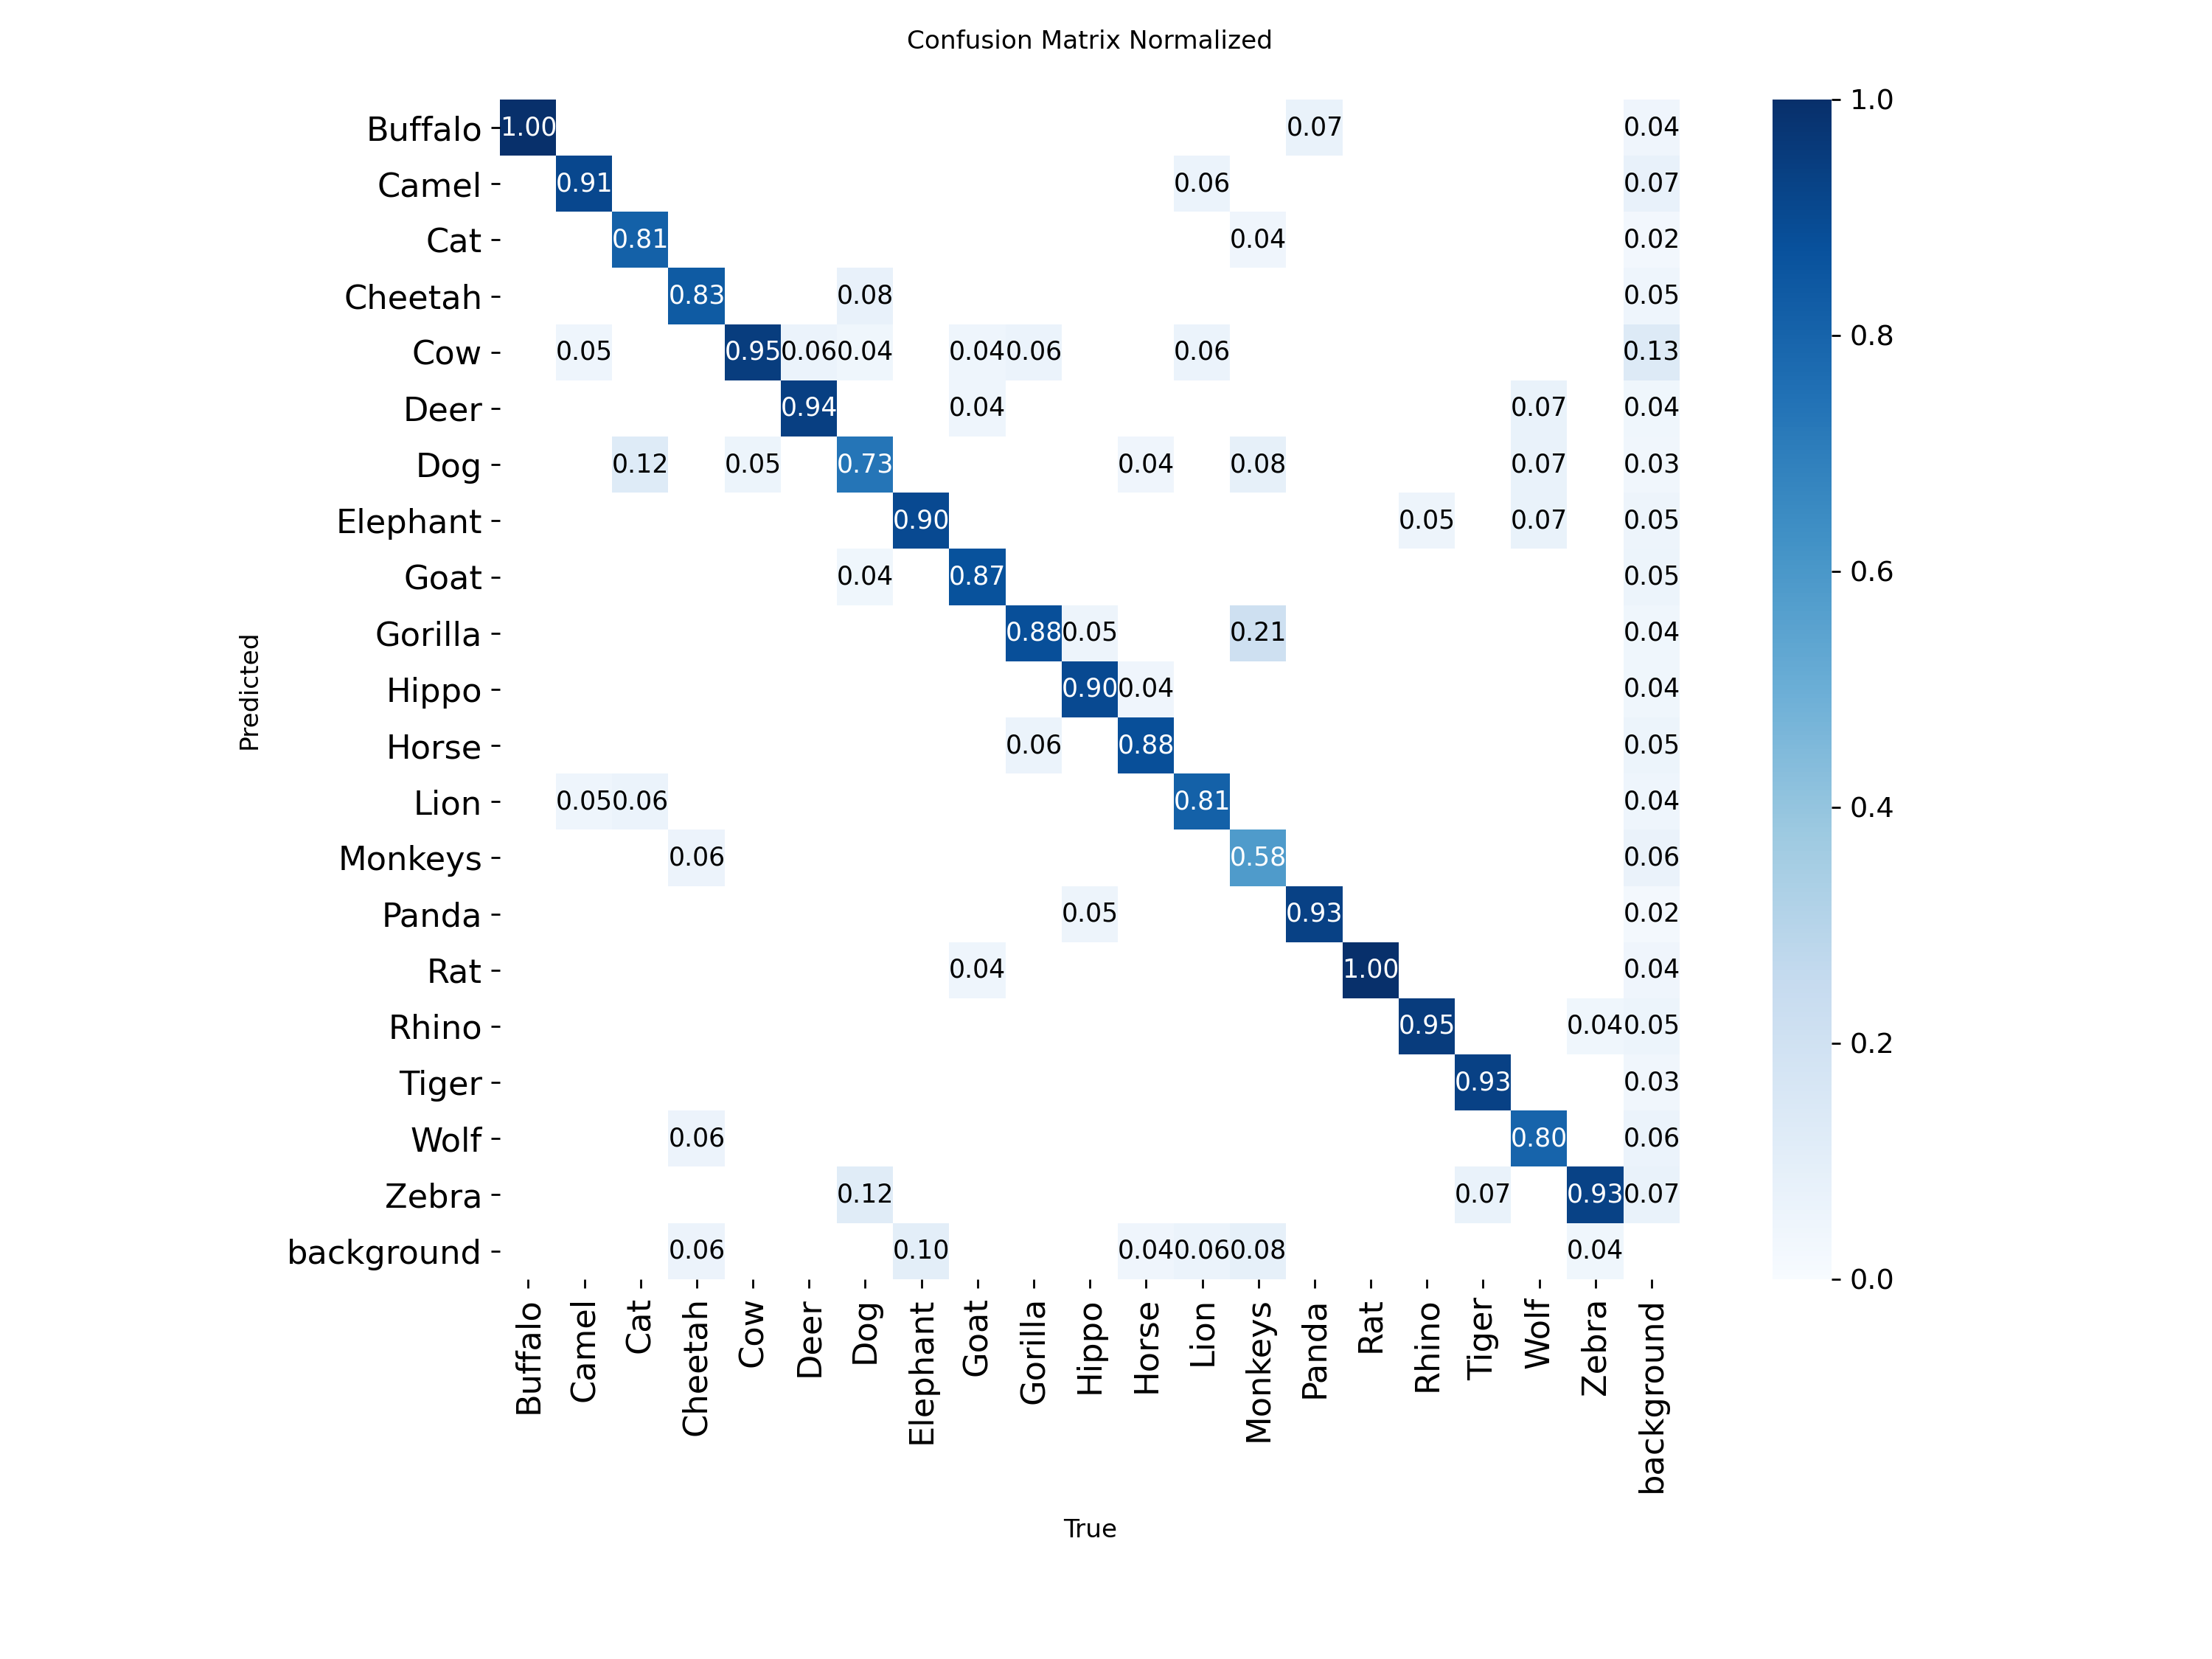 Confusion Matrix Normalized
Buffalo 1.00 0.07 0.04 1.0
Camel 0.91 0.06 0.07
Cat 0.81 0.04 0.02
Cheetah 0.83 0.08 0.05
0.8
Cow 0.05 0.95 0.06 0.04 0.04 0.06 0.06 0.13
Deer 0.94 0.04 0.07 0.04
Dog 0.12 0.05 0.73 0.04 0.08 0.07 0.03
Elephant 0.90 0.05 0.07 0.05
0.6
Goat 0.04 0.87 0.05
Gorilla 0.88 0.05 0.21 0.04
Predicted
Hippo 0.90 0.04 0.04
Horse 0.06 0.88 0.05
Lion 0.05 0.06 0.81 0.04
0.4
Monkeys 0.06 0.58 0.06
Panda 0.05 0.93 0.02
Rat 0.04 1.00 0.04
Rhino 0.95 0.04 0.05
0.2
Tiger 0.93 0.03
Wolf 0.06 0.80 0.06
Zebra 0.12 0.07 0.93 0.07
background 0.06 0.10 0.04 0.06 0.08 0.04
0.0
Buffalo
Camel
Cat
Cheetah
Cow
Deer
Dog
Elephant
Goat
Gorilla
Hippo
Horse
Lion
Monkeys
Panda
Rat
Rhino
Tiger
Wolf
Zebra
background
True